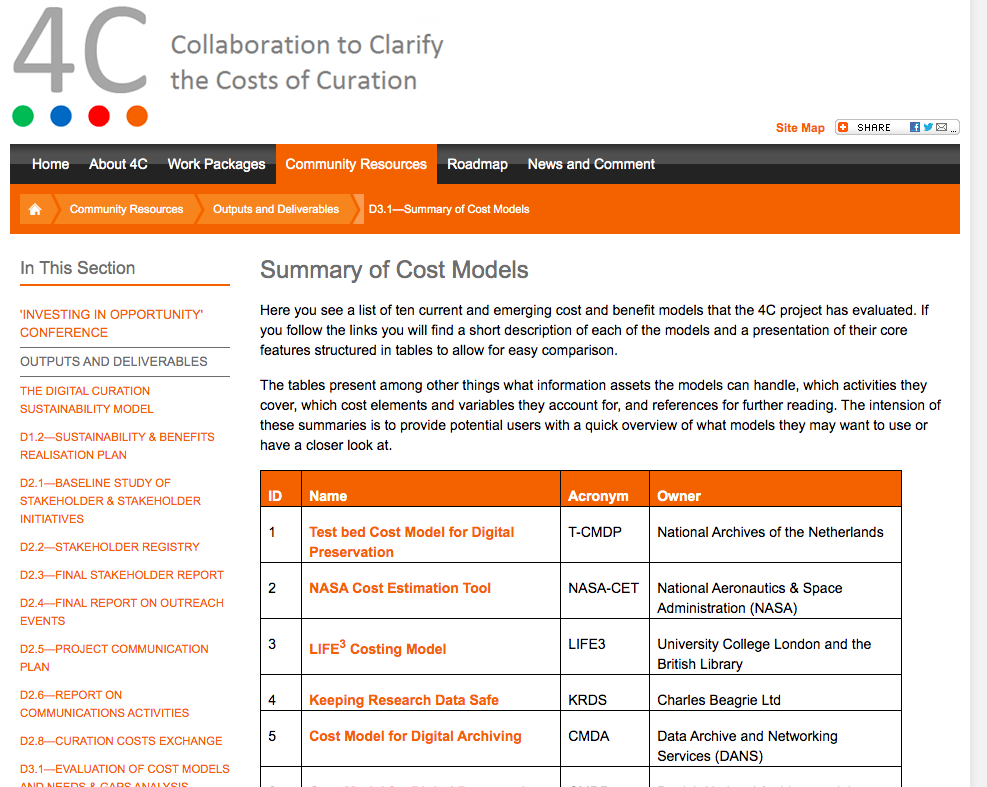 4C
Collaboration to Clarify
the Costs of Curation
Site Map
SHARE
...
Home About 4C Work Packages Community Resources Roadmap News and Comment
Community Resources Outputs and Deliverables D3.1—Summary of Cost Models
In This Section
'INVESTING IN OPPORTUNITY'
CONFERENCE
OUTPUTS AND DELIVERABLES
THE DIGITAL CURATION
SUSTAINABILITY MODEL
D1.2—SUSTAINABILITY & BENEFITS
REALISATION PLAN
D2.1—BASELINE STUDY OF
STAKEHOLDER & STAKEHOLDER
INITIATIVES
D2.2—STAKEHOLDER REGISTRY
D2.3—FINAL STAKEHOLDER REPORT
D2.4—FINAL REPORT ON OUTREACH
EVENTS
D2.5—PROJECT COMMUNICATION
PLAN
D2.6—REPORT ON
COMMUNICATIONS ACTIVITIES
D2.8—CURATION COSTS EXCHANGE
D3.1—EVALUATION OF COST MODELS
AND NEEDS & GAPS ANALYSIS
Summary of Cost Models
Here you see a list of ten current and emerging cost and benefit models that the 4C project has evaluated. If
you follow the links you will find a short description of each of the models and a presentation of their core
features structured in tables to allow for easy comparison.
The tables present among other things what information assets the models can handle, which activities they
cover, which cost elements and variables they account for, and references for further reading. The intension of
these summaries is to provide potential users with a quick overview of what models they may want to use or
have a closer look at.
ID Name Acronym Owner
1 Test bed Cost Model for Digital T-CMDP National Archives of the Netherlands
Preservation
2 NASA Cost Estimation Tool NASA-CET National Aeronautics & Space
Administration (NASA)
3 LIFE³ Costing Model LIFE3 University College London and the
British Library
4 Keeping Research Data Safe KRDS Charles Beagrie Ltd
5 Cost Model for Digital Archiving CMDA Data Archive and Networking
Services (DANS)